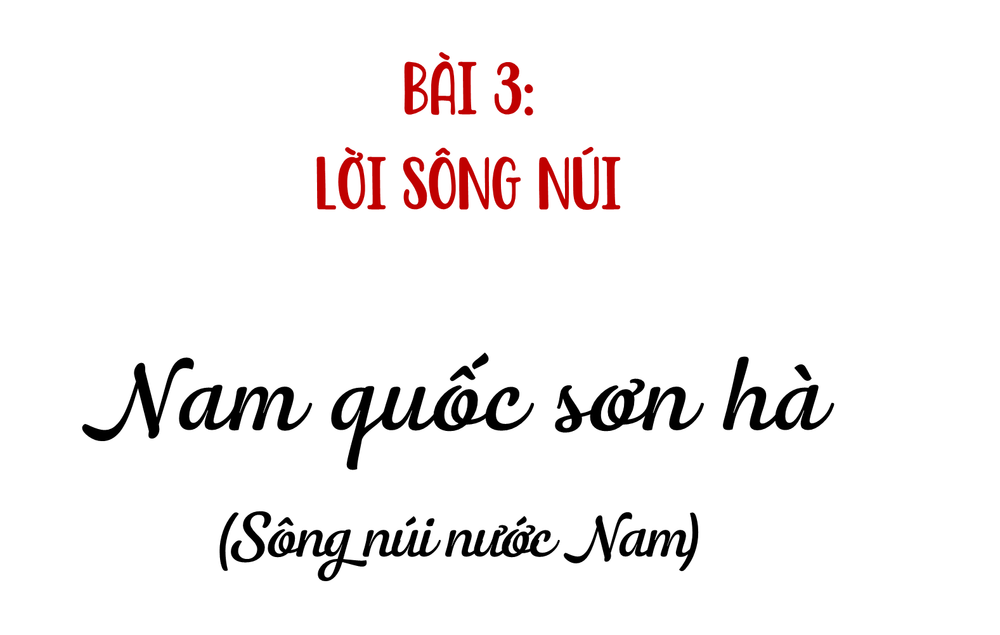 BÀI 3:
LỜI SÔNG NÚI
Nam quốc sơn hà
(Sông núi nước Nam)